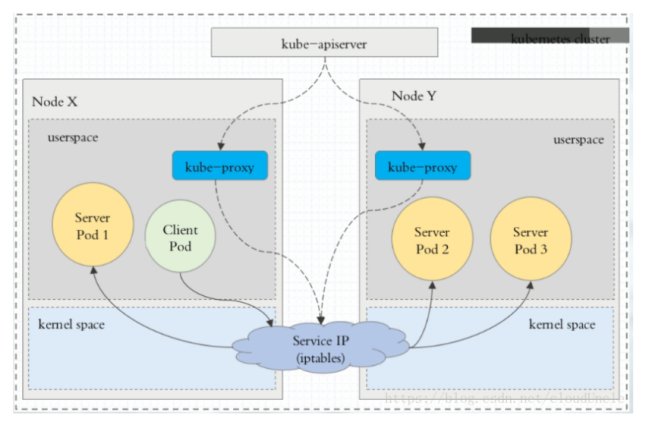 kube-apiserver
kubernetes cluster
Node X
Node Y
userspace
userspace
kube-proxy
kube-proxy
Server
Pod 1
Client
Pod
Server
Pod 2
Server
Pod 3
kernel space
kernel space
Service IP
(iptables)
https://blog.csdn.net/cloudUncle